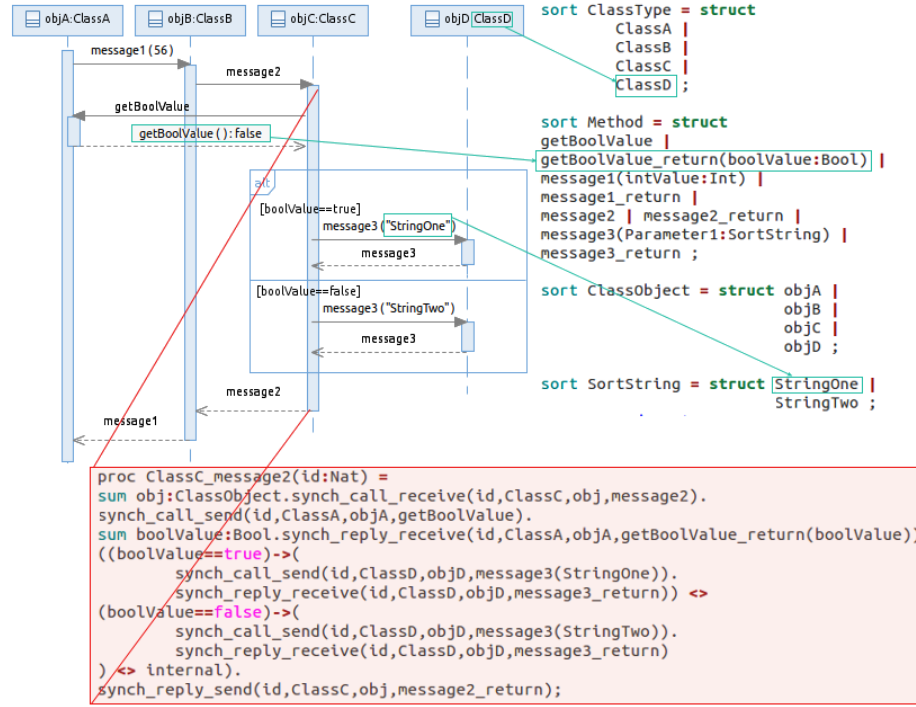 objA:ClassA
objB:ClassB
objC:ClassC
objD ClassD
message1(56)
message2
getBoolValue
getBoolValue ( ) : false
alt
[boolValue==true]
message3 ("StringOne")
message3
[boolValue==false]
message3 ("StringTwo")
message3
message2
message1
sort ClassType = struct
ClassA |
ClassB |
ClassC |
ClassD ;
sort Method = struct
getBoolValue |
getBoolValue_return(boolValue:Bool) |
message1(intValue:Int) |
message1_return |
message2 | message2_return |
message3(Parameter1:SortString) |
message3_return ;
sort ClassObject = struct objA |
objB |
objC |
objD ;
sort SortString = struct StringOne |
StringTwo ;
proc ClassC_message2(id:Nat) =
sum obj:ClassObject.synch_call_receive(id,ClassC,obj,message2).
synch_call_send(id,ClassA,objA,getBoolValue).
sum boolValue:Bool.synch_reply_receive(id,ClassA,objA,getBoolValue_return(boolValue))
((boolValue==true)->(
synch_call_send(id,ClassD,objD,message3(StringOne)).
synch_reply_receive(id,ClassD,objD,message3_return)) <>
(boolValue==false)->(
synch_call_send(id,ClassD,objD,message3(StringTwo)).
synch_reply_receive(id,ClassD,objD,message3_return)
) <> internal).
synch_reply_send(id,ClassC,obj,message2_return);